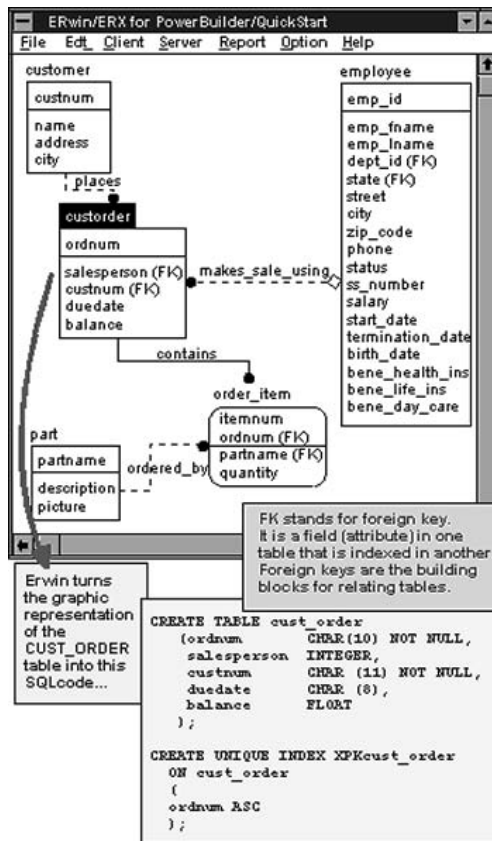 ERwin/ERX for PowerBuilder/QuickStart
File Edt Client Server Report Option Help
customer
custnum
name
address
city
places
custorder
ordnum
salesperson (FK)
custnum (FK)
duedate
balance
makes_sale_using
employee
emp_id
emp_fname
emp_lname
dept_id (FK)
state (FK)
street
city
zip_code
phone
status
ss_number
salary
start_date
termination_date
birth_date
bene_health_ins
bene_life_ins
bene_day_care
contains
order_item
itemnum
ordnum (FK)
partname (FK)
quantity
part
partname
description
picture
ordered_by
FK stands for foreign key.
It is a field (attribute) in one
table that is indexed in another
Foreign keys are the building
blocks for relating tables.
Erwin turns
the graphic
representation
of the
CUST_ORDER
table into this
SQLcode...
CREATE TABLE cust_order
(ordnum CHAR(10) NOT NULL,
salesperson INTEGER,
custnum CHAR (11) NOT NULL,
duedate CHAR (8),
balance FLOAT
);
CREATE UNIQUE INDEX XPKcust_order
ON cust_order
(
ordnum ASC
);